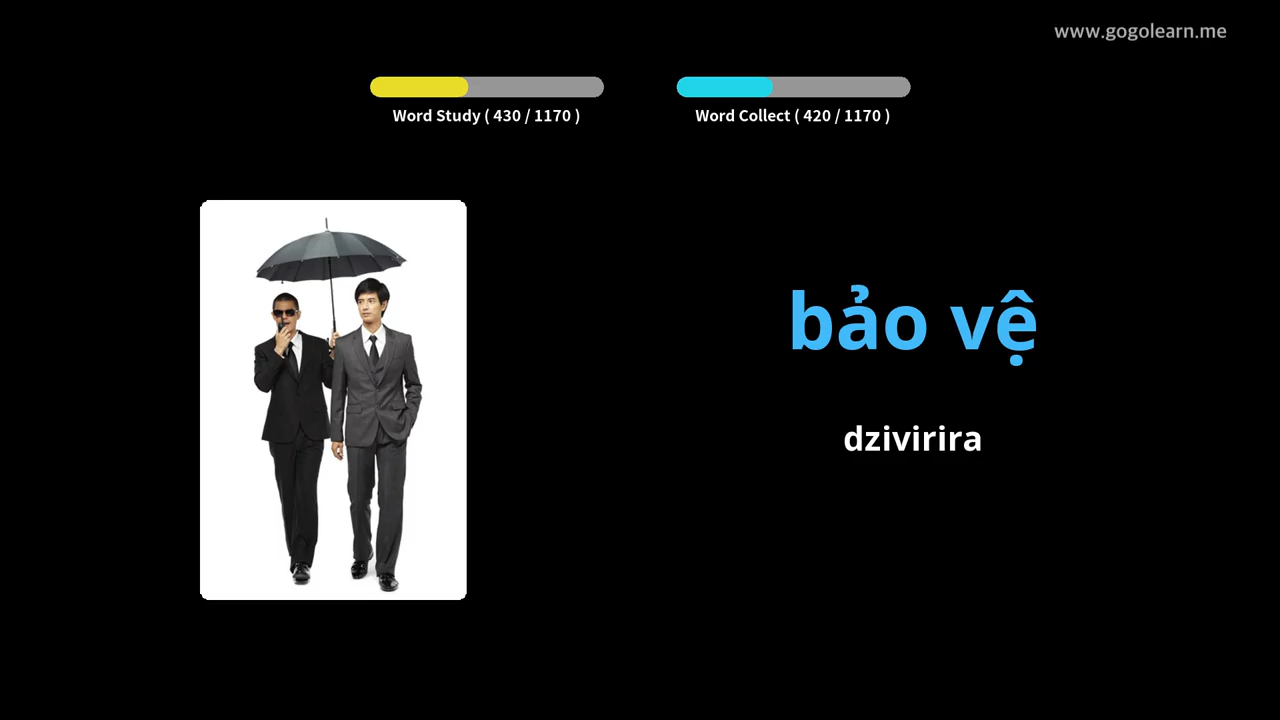 www.gogolearn.me
Word Study ( 430 / 1170 )
Word Collect ( 420 / 1170 )
bảo vệ
dzivirira